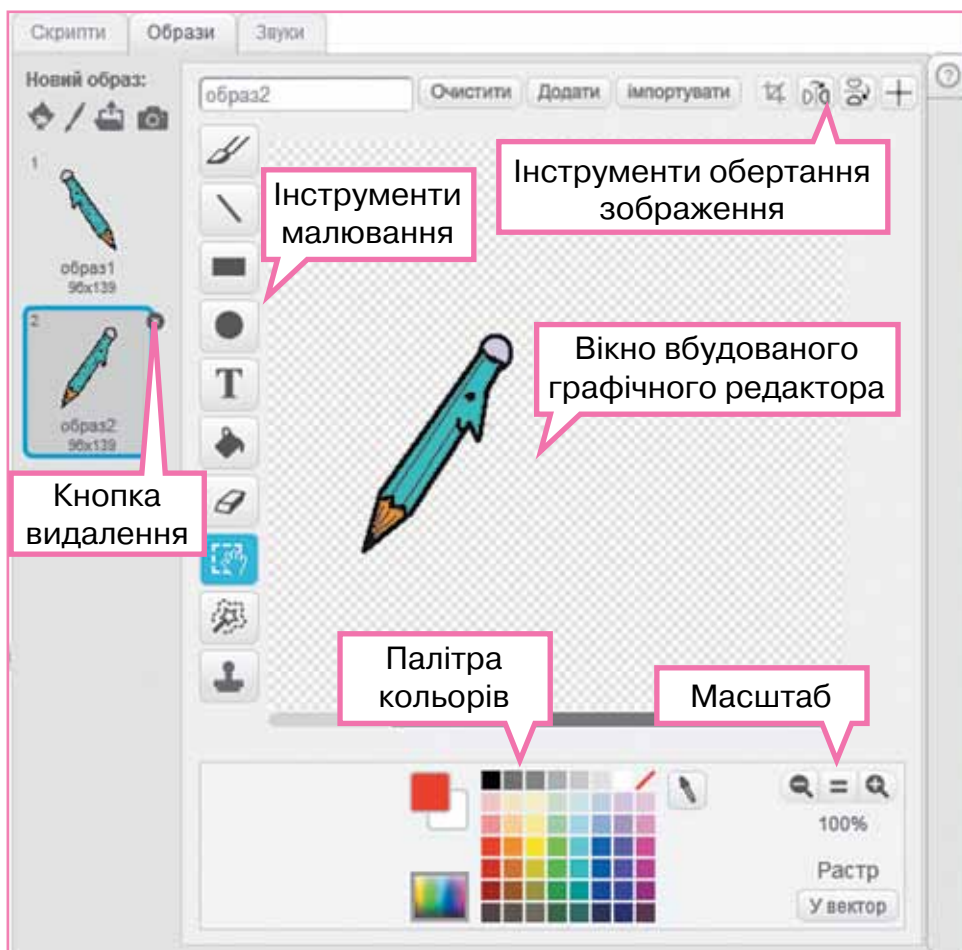 Скрипти Образи Звуки
Новий образ:
образ2 Очистити Додати Імпортувати
1
образ1
96x139
2
образ2
96x139
Інструменти
малювання
Інструменти обертання
зображення
T
Вікно вбудованого
графічного редактора
Кнопка
видалення
Палітра
кольорів
Масштаб
100%
Растр
У вектор